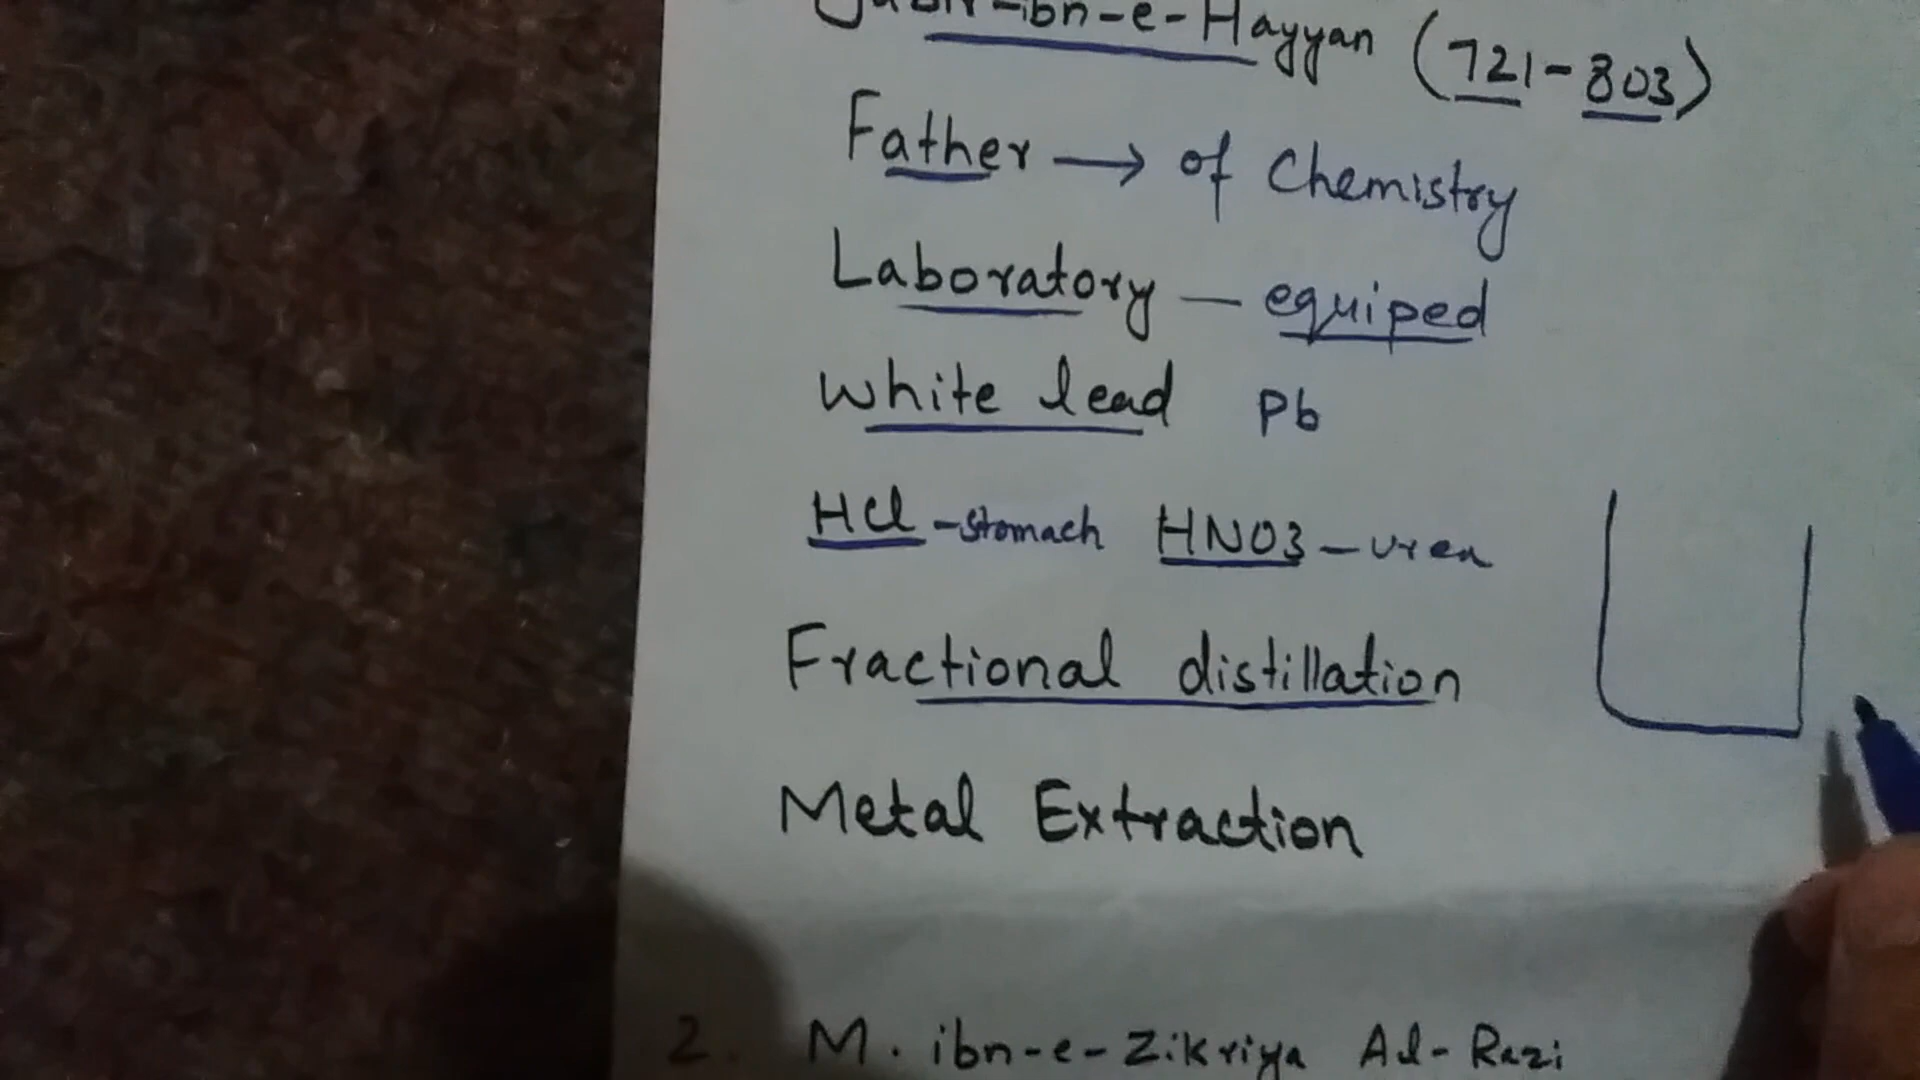 Jabir-ibn-e-Hayyan (721-803)
Father → of Chemistry
Laboratory - equiped
White lead Pb
HCl - stomach HNO3 - urea
Fractional distillation
Metal Extraction
2. M. ibn-e-Zikriya Al-Razi